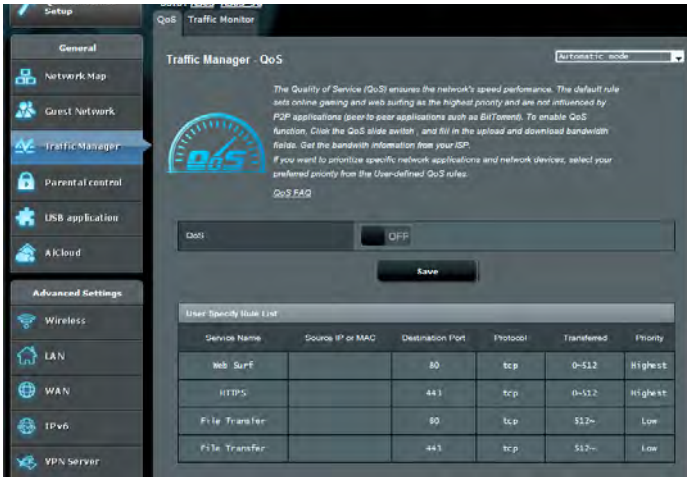 Setup
QoS Traffic Monitor
General
Network Map
Guest Network
Traffic Manager
Parental control
USB application
AiCloud
Advanced Settings
Wireless
LAN
WAN
IPv6
VPN Server
Traffic Manager - QoS
Automatic mode
QoS
The Quality of Service (QoS) ensures the network's speed performance. The default rule
sets online gaming and web surfing as the highest priority and are not influenced by
P2P applications (peer to peer applications such as BitTorrent). To enable QoS
function, Click the QoS slide switch , and fill in the upload and download bandwidth
fields. Get the bandwith information from your ISP.
If you want to prioritize specific network applications and network devices, select your
preferred priority from the User-defined QoS rules.
QoS FAQ
QoS OFF
Save
User Specify Rule List
Service Name Source IP or MAC Destination Port Protocol Transferred Priority
Web Surf 80 tcp 0~512 Highest
HTTPS 443 tcp 0~512 Highest
File Transfer 80 tcp 512~ Low
File Transfer 443 tcp 512~ Low